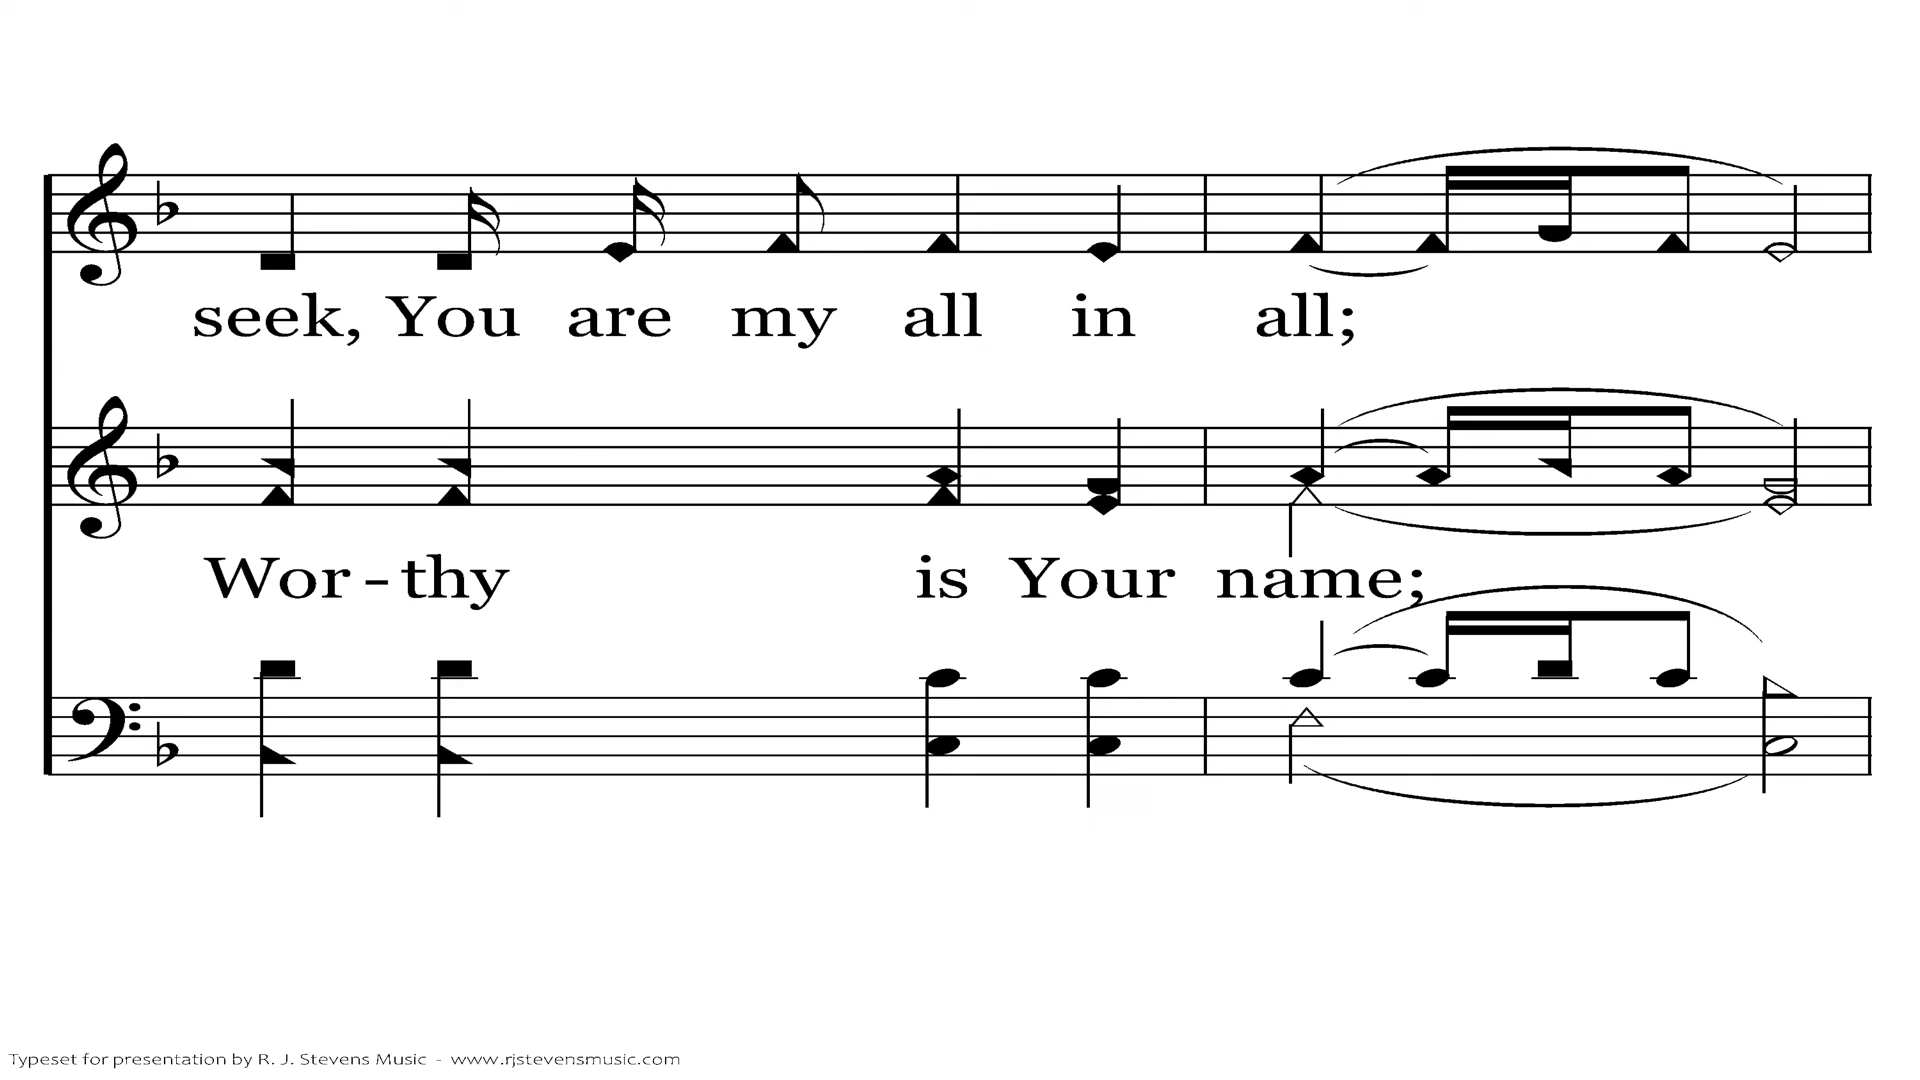 seek, You are my all in all;
Wor-thy is Your name;
Typeset for presentation by R. J. Stevens Music - www.rjstevensmusic.com